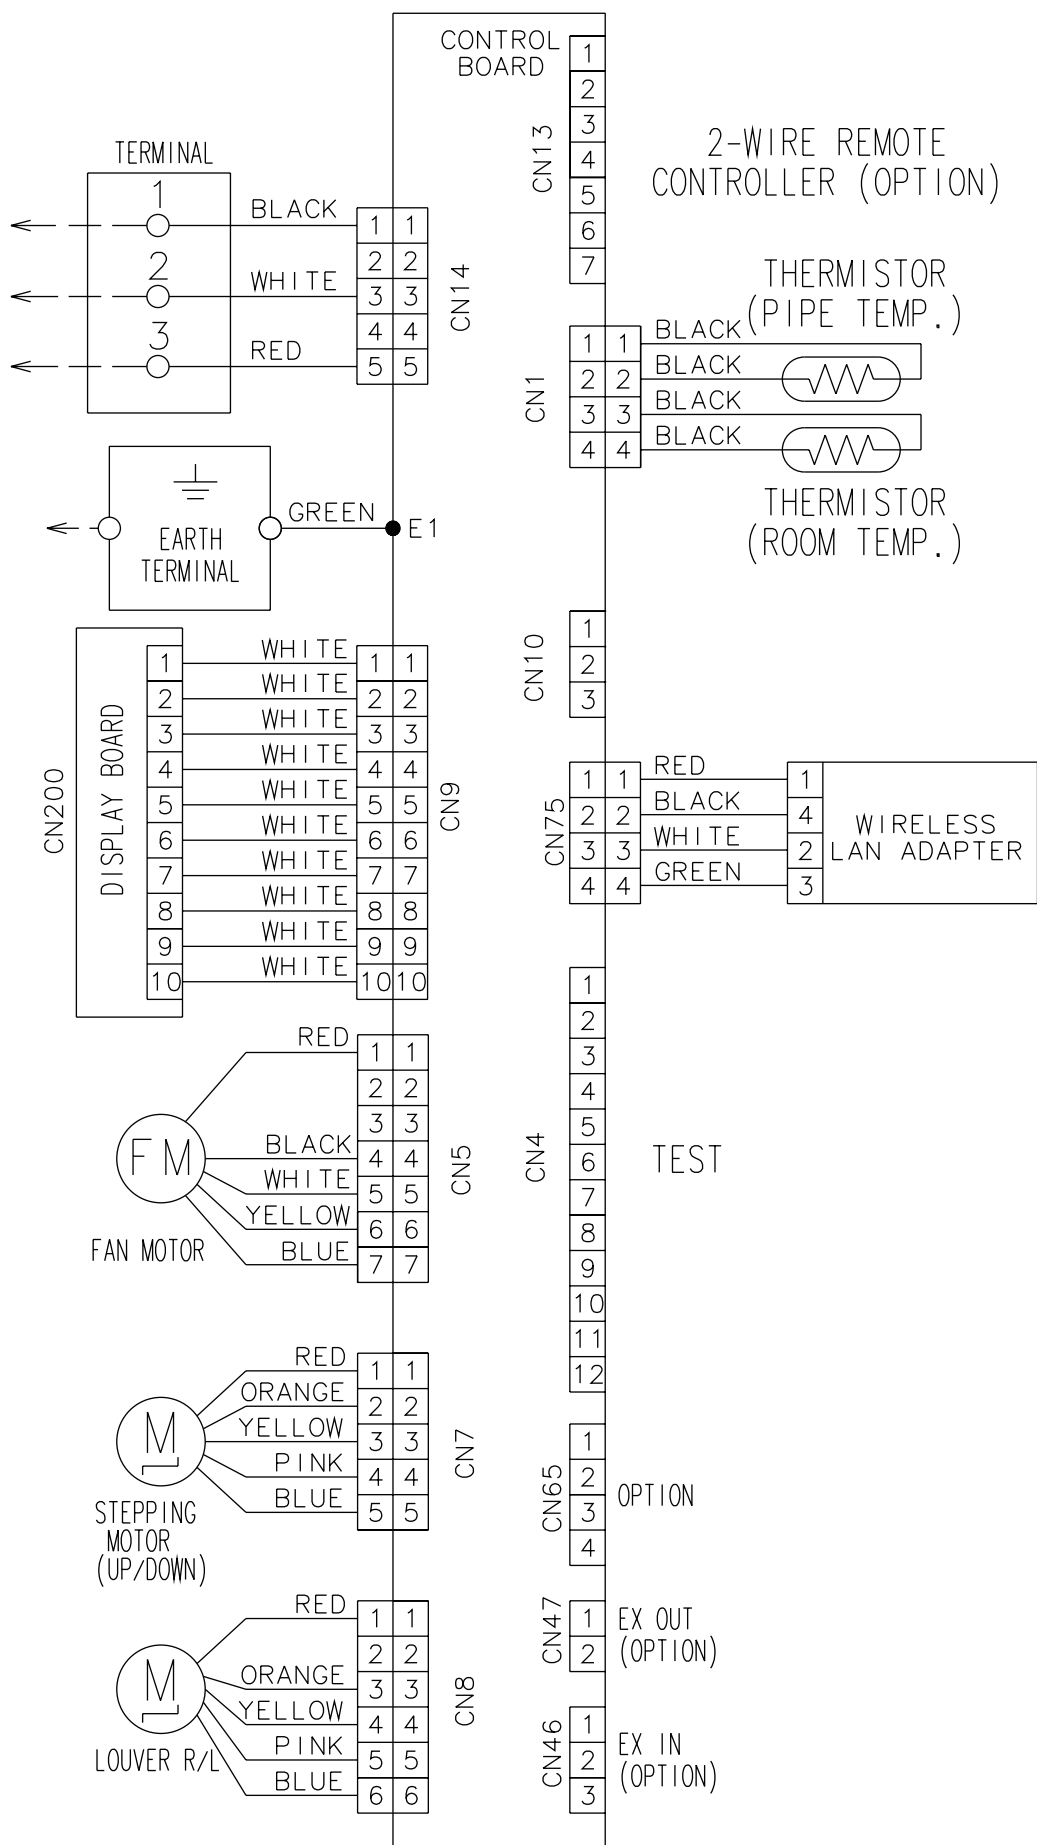 CONTROL
BOARD
TERMINAL
1
2
3
BLACK
WHITE
RED
1 1
2 2
3 3
4 4
5 5
CN14
EARTH
TERMINAL
GREEN
E1
CN200
DISPLAY BOARD
1 WHITE 1 1
2 WHITE 2 2
3 WHITE 3 3
4 WHITE 4 4
5 WHITE 5 5
6 WHITE 6 6
7 WHITE 7 7
8 WHITE 8 8
9 WHITE 9 9
10 WHITE 10 10
CN9
FM
FAN MOTOR
RED 1 1
2 2
3 3
BLACK 4 4
WHITE 5 5
YELLOW 6 6
BLUE 7 7
CN5
M
STEPPING
MOTOR
(UP/DOWN)
RED 1 1
ORANGE 2 2
YELLOW 3 3
PINK 4 4
BLUE 5 5
CN7
M
LOUVER R/L
RED 1 1
2 2
ORANGE 3 3
YELLOW 4 4
PINK 5 5
BLUE 6 6
CN8
CN13
1
2
3
4
5
6
7
2-WIRE REMOTE
CONTROLLER (OPTION)
THERMISTOR
(PIPE TEMP.)
CN1
1 1 BLACK
2 2 BLACK
3 3 BLACK
4 4 BLACK
THERMISTOR
(ROOM TEMP.)
CN10
1
2
3
CN75
1 1 RED 1
2 2 BLACK 4
3 3 WHITE 2
4 4 GREEN 3
WIRELESS
LAN ADAPTER
CN4
1
2
3
4
5
6
7
8
9
10
11
12
TEST
CN65
1
2
3
4
OPTION
CN47
1
2
EX OUT
(OPTION)
CN46
1
2
3
EX IN
(OPTION)